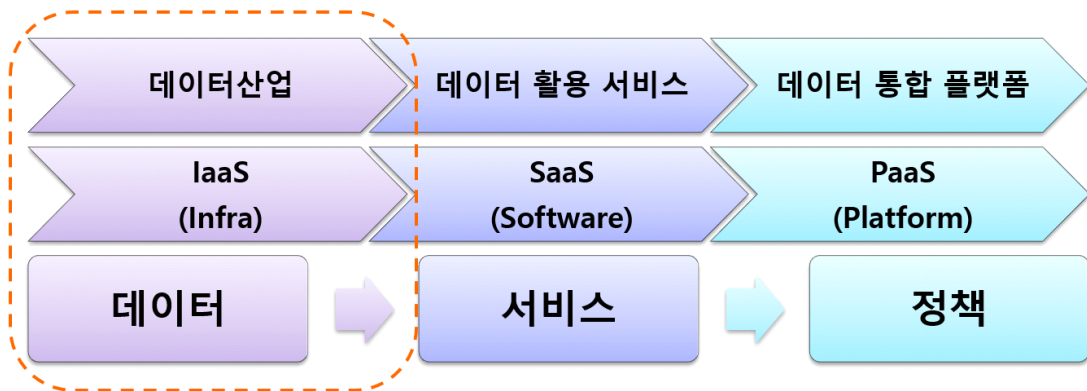 데이터산업
데이터 활용 서비스
데이터 통합 플랫폼
IaaS
(Infra)
SaaS
(Software)
PaaS
(Platform)
데이터
서비스
정책